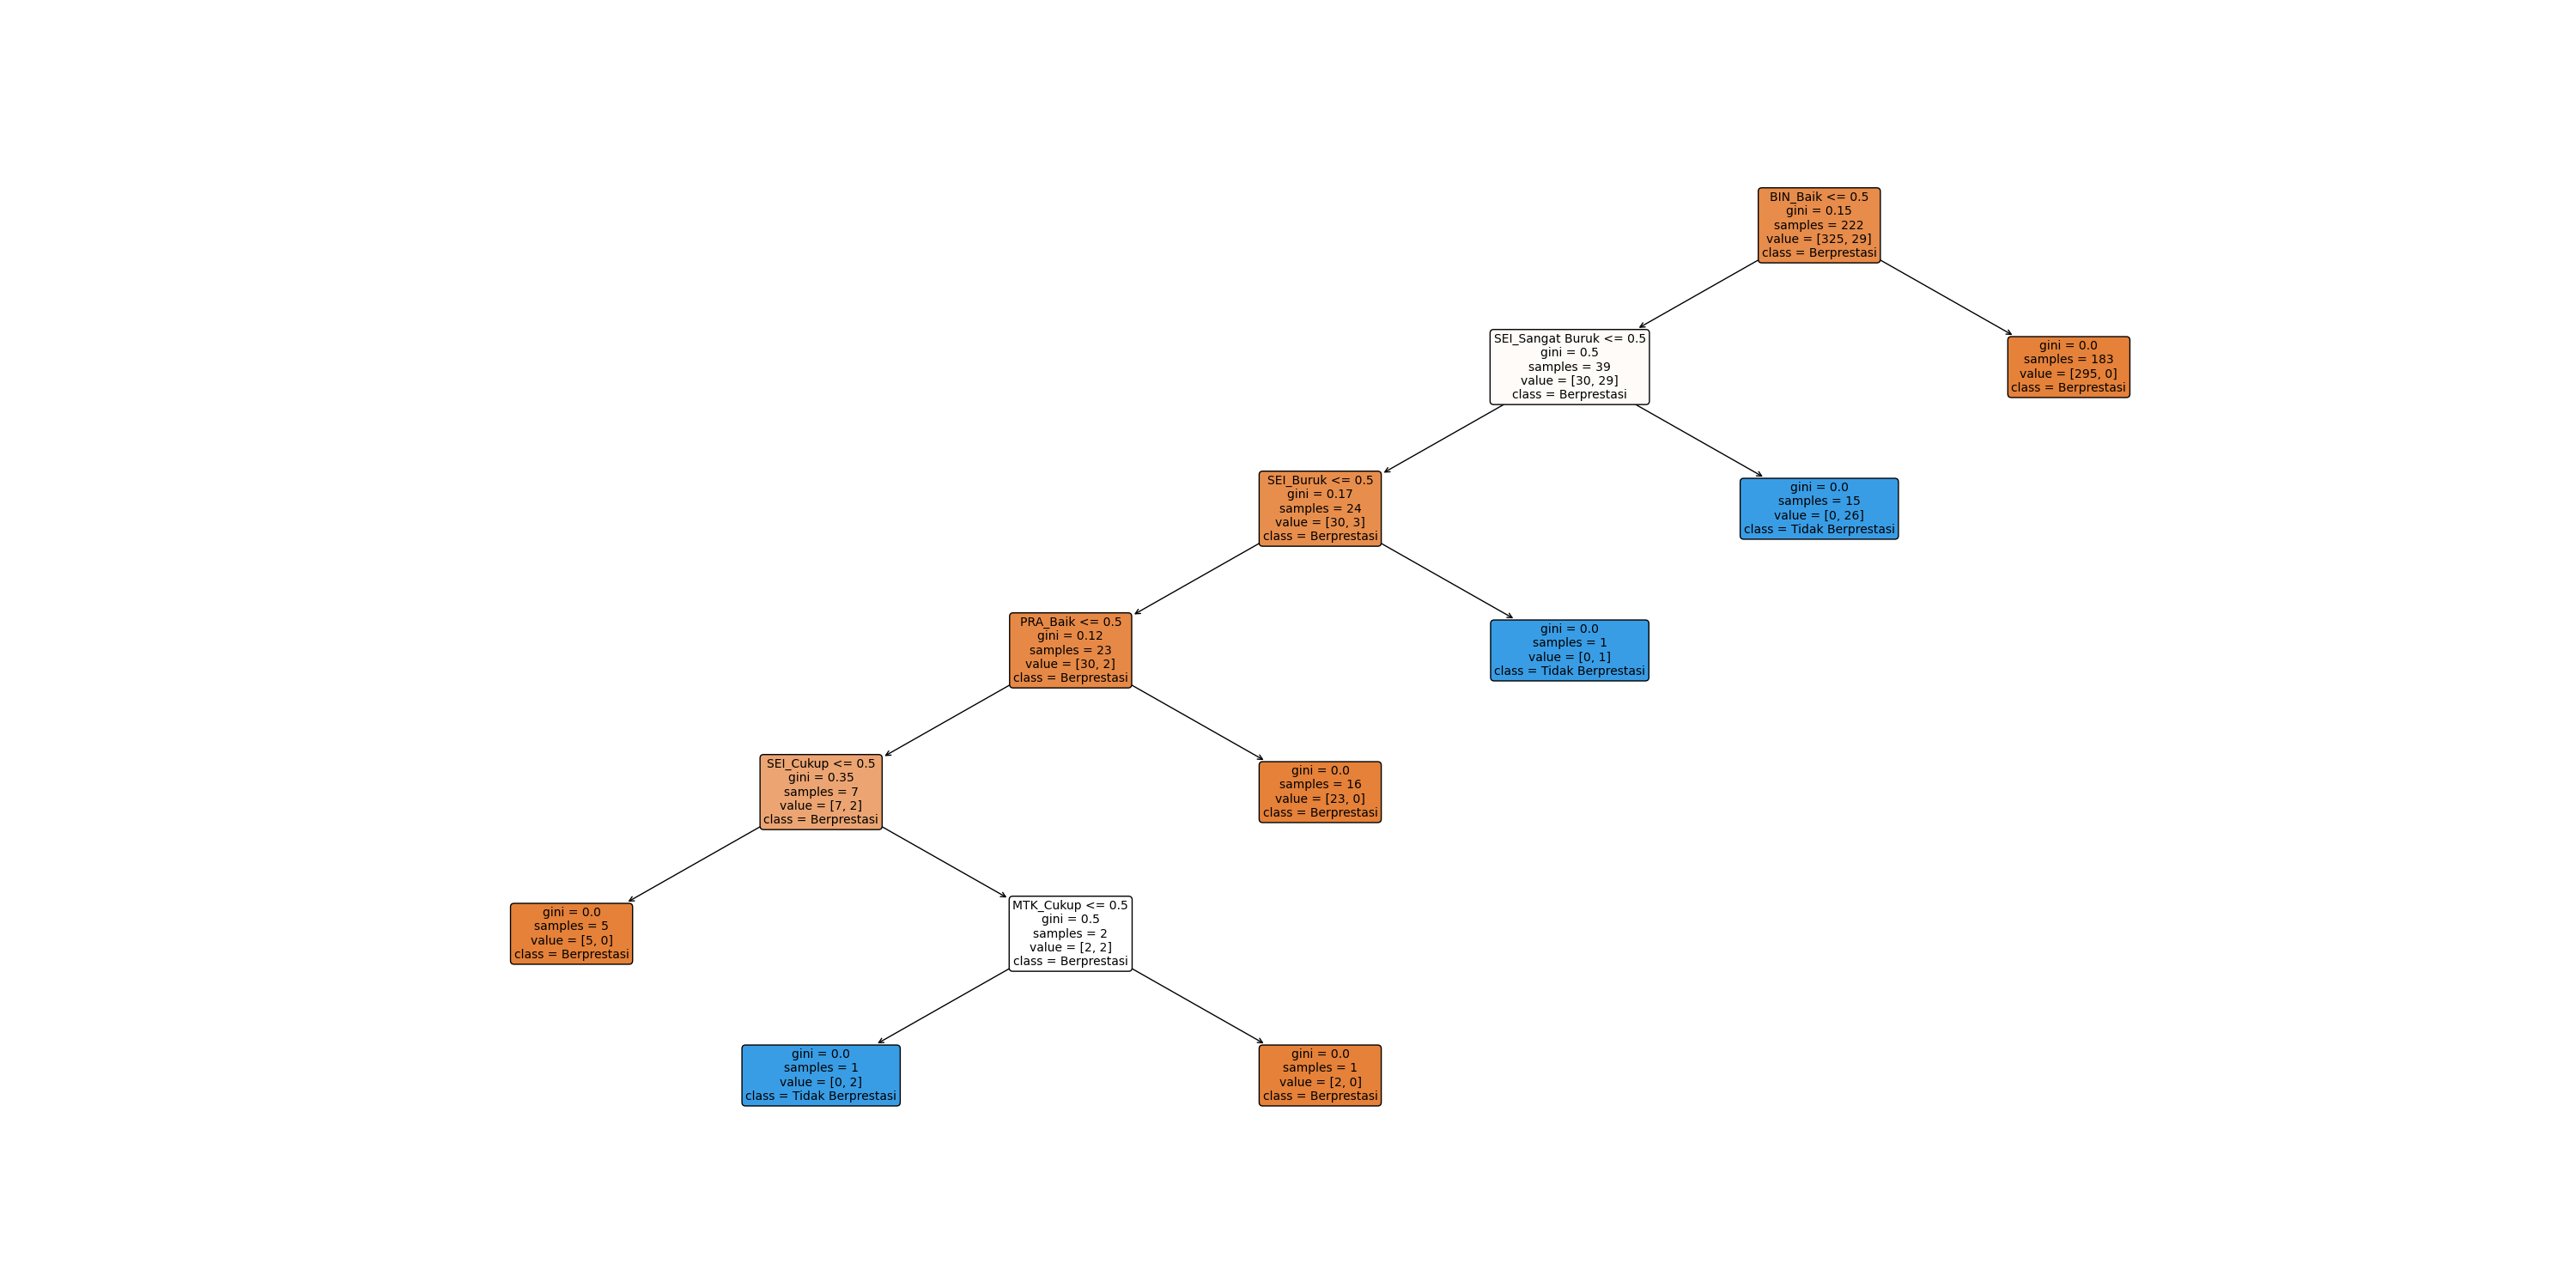 BIN_Baik <= 0.5
gini = 0.15
samples = 222
value = [325, 29]
class = Berprestasi
SEI_Sangat Buruk <= 0.5
gini = 0.5
samples = 39
value = [30, 29]
class = Berprestasi
gini = 0.0
samples = 183
value = [295, 0]
class = Berprestasi
SEI_Buruk <= 0.5
gini = 0.17
samples = 24
value = [30, 3]
class = Berprestasi
gini = 0.0
samples = 15
value = [0, 26]
class = Tidak Berprestasi
PRA_Baik <= 0.5
gini = 0.12
samples = 23
value = [30, 2]
class = Berprestasi
gini = 0.0
samples = 1
value = [0, 1]
class = Tidak Berprestasi
SEI_Cukup <= 0.5
gini = 0.35
samples = 7
value = [7, 2]
class = Berprestasi
gini = 0.0
samples = 16
value = [23, 0]
class = Berprestasi
gini = 0.0
samples = 5
value = [5, 0]
class = Berprestasi
MTK_Cukup <= 0.5
gini = 0.5
samples = 2
value = [2, 2]
class = Berprestasi
gini = 0.0
samples = 1
value = [0, 2]
class = Tidak Berprestasi
gini = 0.0
samples = 1
value = [2, 0]
class = Berprestasi